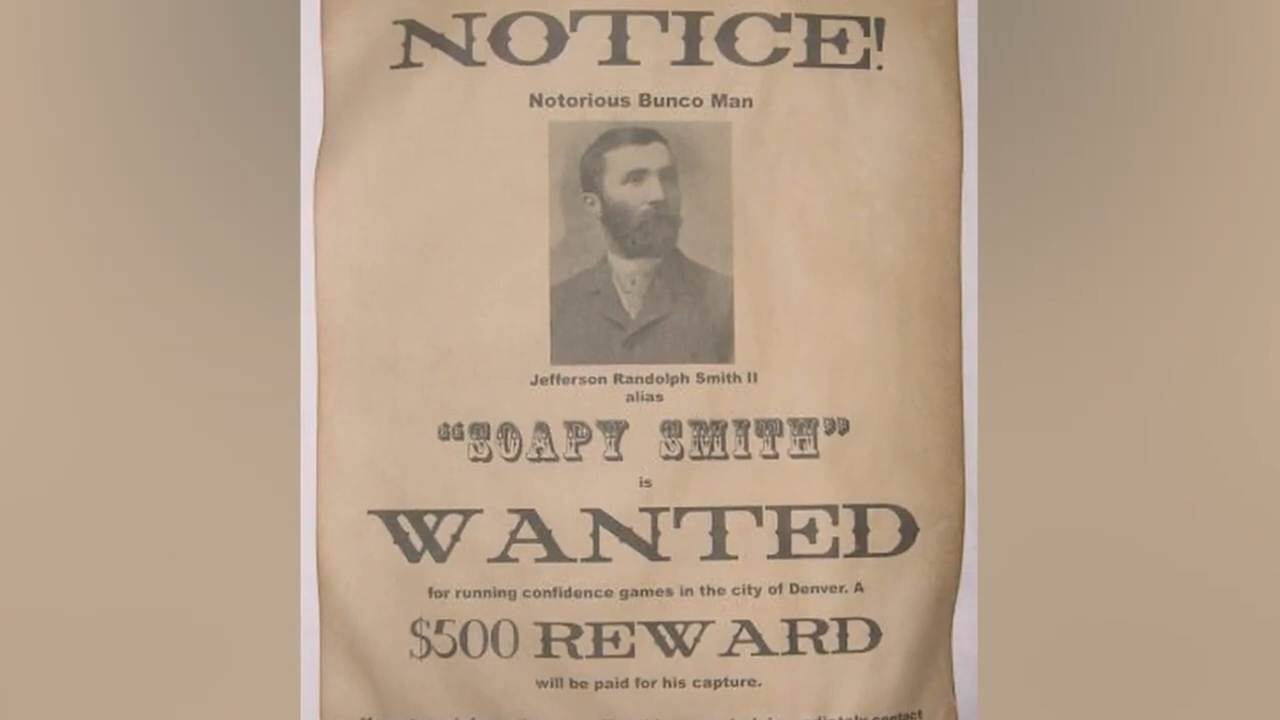 NOTICE!
Notorious Bunco Man
Jefferson Randolph Smith II
alias
“SOAPY SMITH”
is
WANTED
for running confidence games in the city of Denver. A
$500 REWARD
will be paid for his capture.
contact